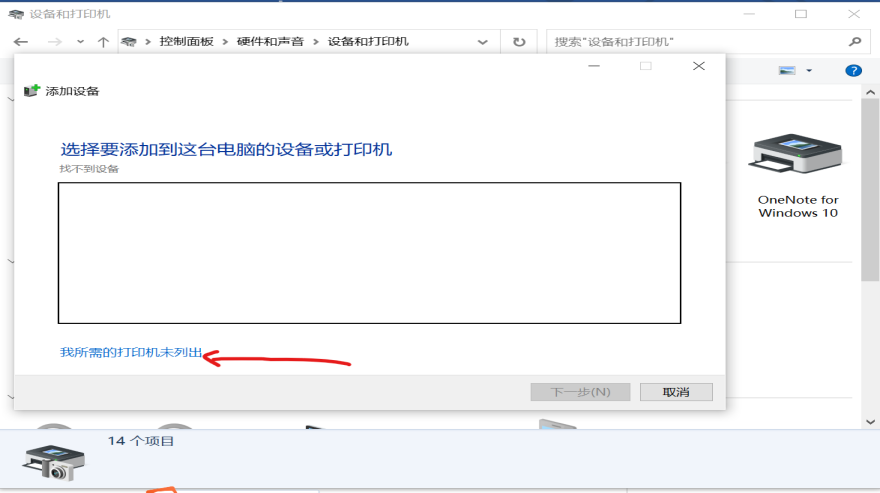 设备和打印机
控制面板 > 硬件和声音 > 设备和打印机
搜索"设备和打印机"
添加设备
选择要添加到这台电脑的设备或打印机
找不到设备
OneNote for
Windows 10
我所需的打印机未列出
下一步(N)
取消
14 个项目